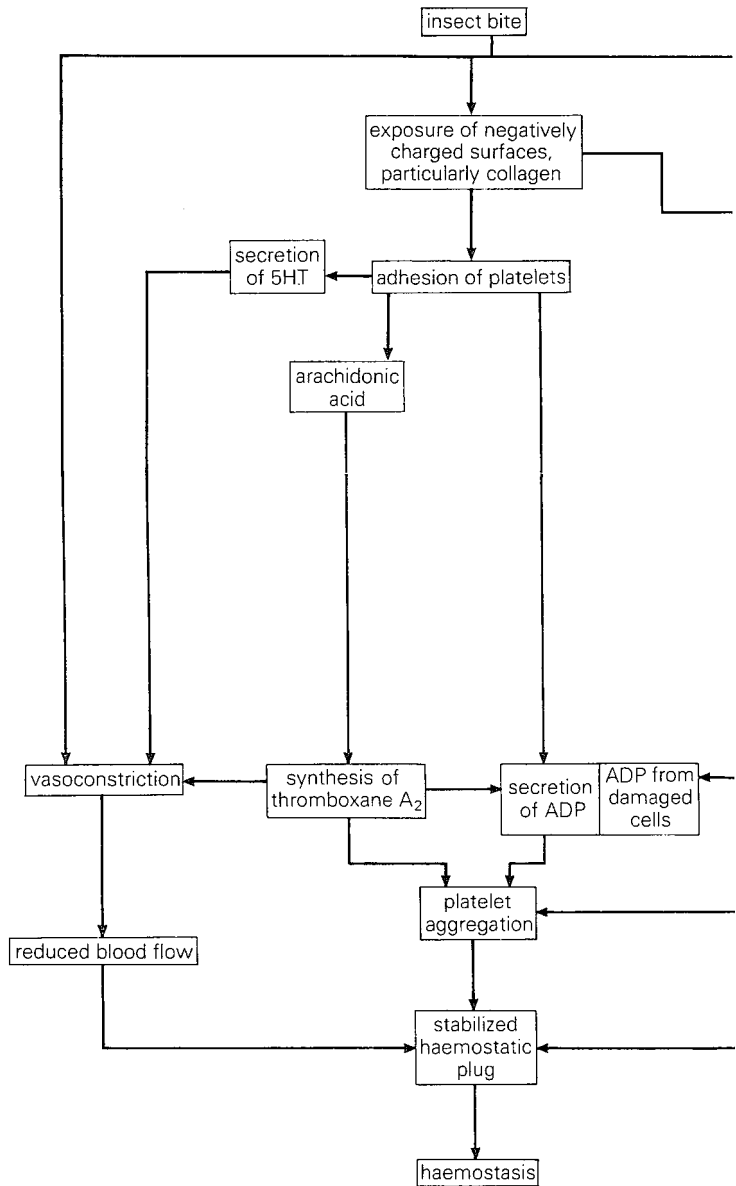 insect bite
exposure of negatively
charged surfaces,
particularly collagen
secretion
of 5HT
adhesion of platelets
arachidonic
acid
vasoconstriction
synthesis of
thromboxane A₂
secretion
of ADP
ADP from
damaged
cells
platelet
aggregation
reduced blood flow
stabilized
haemostatic
plug
haemostasis